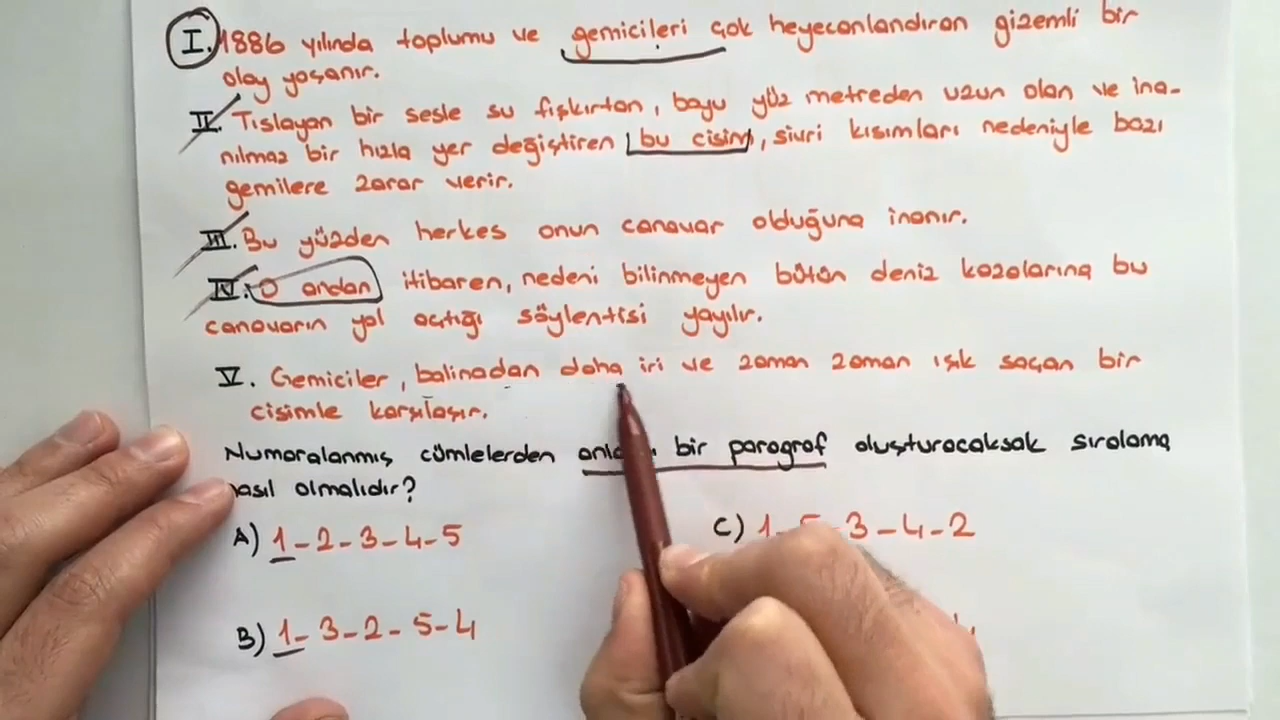 I. 1886 yılında toplumu ve gemicileri çok heyecanlandıran gizemli bir
olay yaşanır.
II. Tıslayan bir sesle su fışkırtan, boyu yüz metreden uzun olan ve ina-
nılmaz bir hızla yer değiştiren bu cisim, sivri kısımları nedeniyle bazı
gemilere zarar verir.
III. Bu yüzden herkes onun canavar olduğuna inanır.
IV. O andan itibaren, nedeni bilinmeyen bütün deniz kazalarına bu
canavarın yol açtığı söylentisi yayılır.
V. Gemiciler, balinadan daha iri ve zaman zaman ışık saçan bir
cisimle karşılaşır.
Numaralanmış cümlelerden bir paragraf oluşturacaksak sıralama
nasıl olmalıdır?
A) 1-2-3-4-5
C) 1-5-3-4-2
B) 1-3-2-5-4